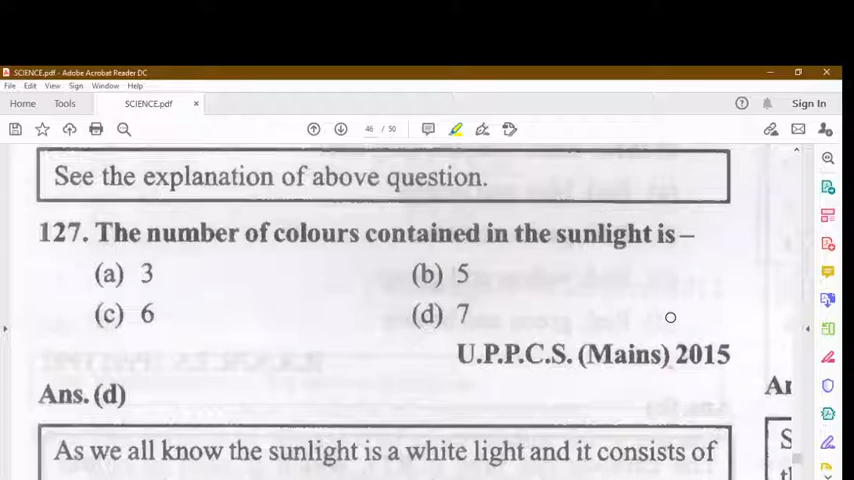 SCIENCE.pdf - Adobe Acrobat Reader DC
File Edit View Sign Window Help
Home Tools SCIENCE.pdf × Sign In
46 / 50
See the explanation of above question.
127. The number of colours contained in the sunlight is –
(a) 3 (b) 5
(c) 6 (d) 7
U.P.P.C.S. (Mains) 2015
Ans. (d)
As we all know the sunlight is a white light and it consists of